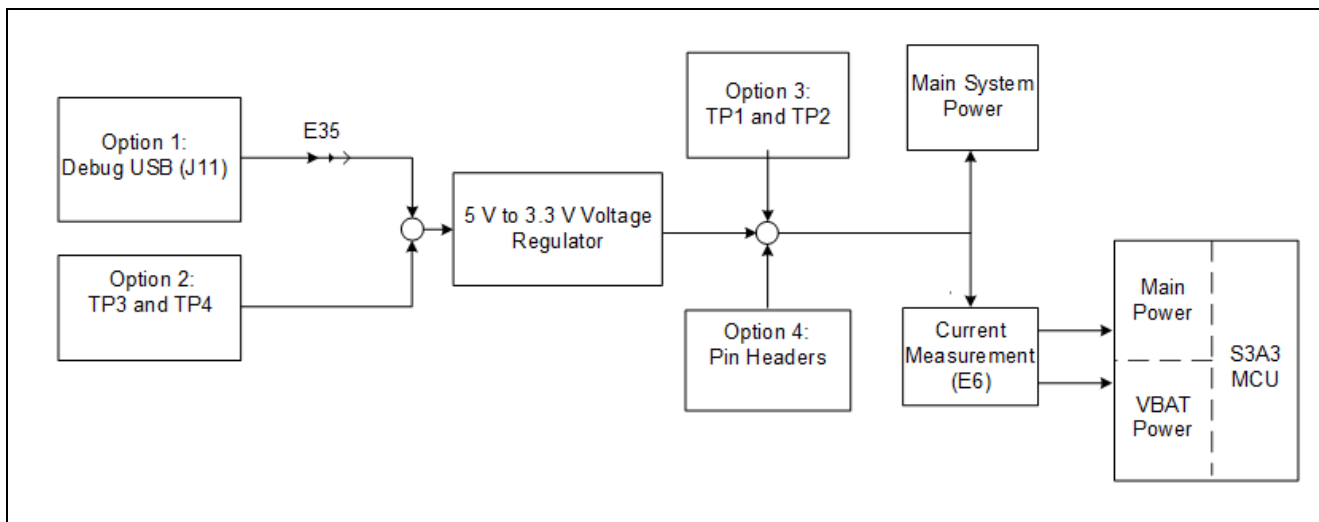 Option 1:
Debug USB (J11)
E35
Option 2:
TP3 and TP4
5 V to 3.3 V Voltage
Regulator
Option 3:
TP1 and TP2
Option 4:
Pin Headers
Main System
Power
Current
Measurement
(E6)
Main
Power
VBAT
Power
S3A3
MCU